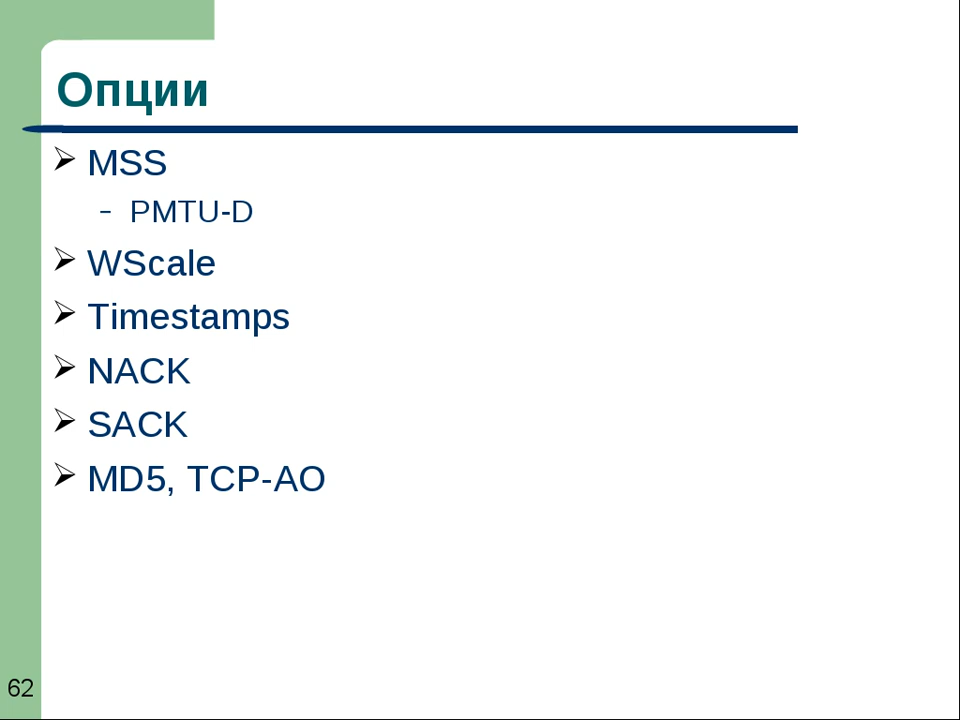 Опции
MSS
PMTU-D
WScale
Timestamps
NACK
SACK
MD5, TCP-AO
62